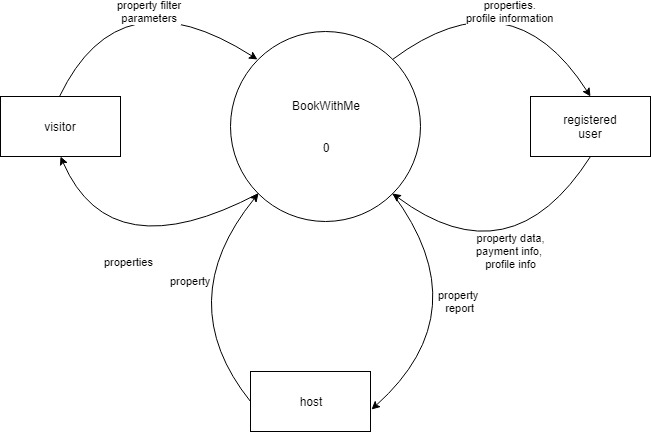 property filter
parameters
properties.
profile information
BookWithMe
0
visitor
registered
user
property data,
payment info,
profile info
properties
property
property
report
host